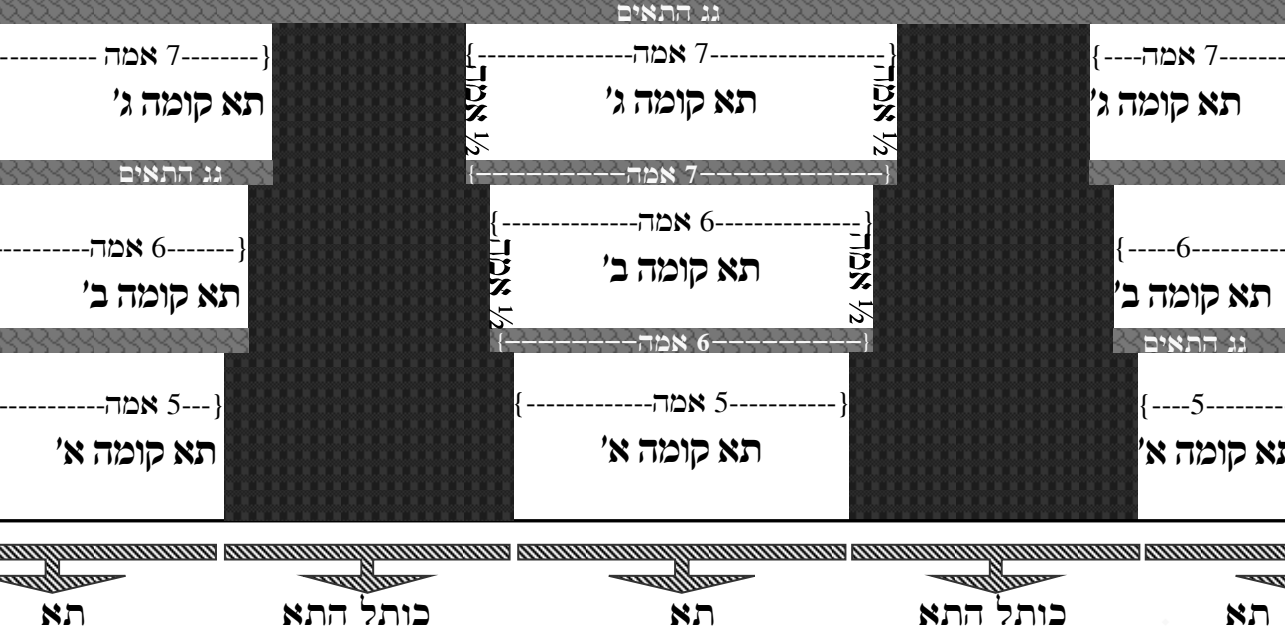 גג התאים
{--------7 אמה ----------
{---------------7 אמה----------------}
-------7 אמה----}
תא קומה ג'
½ אמה
תא קומה ג'
½ אמה
תא קומה ג'
גג התאים
{-----------7 אמה----------}
{-------6 אמה----------
{-----------6 אמה-------------}
---------6-----}
תא קומה ב'
½ אמה
תא קומה ב'
½ אמה
תא קומה ב'
{----------6 אמה---------}
גג התאים
{---5 אמה-----------
{-----------5 אמה------------}
--------5----}
תא קומה א'
תא קומה א'
תא קומה א'
תא
כותל התא
תא
כותל התא
תא